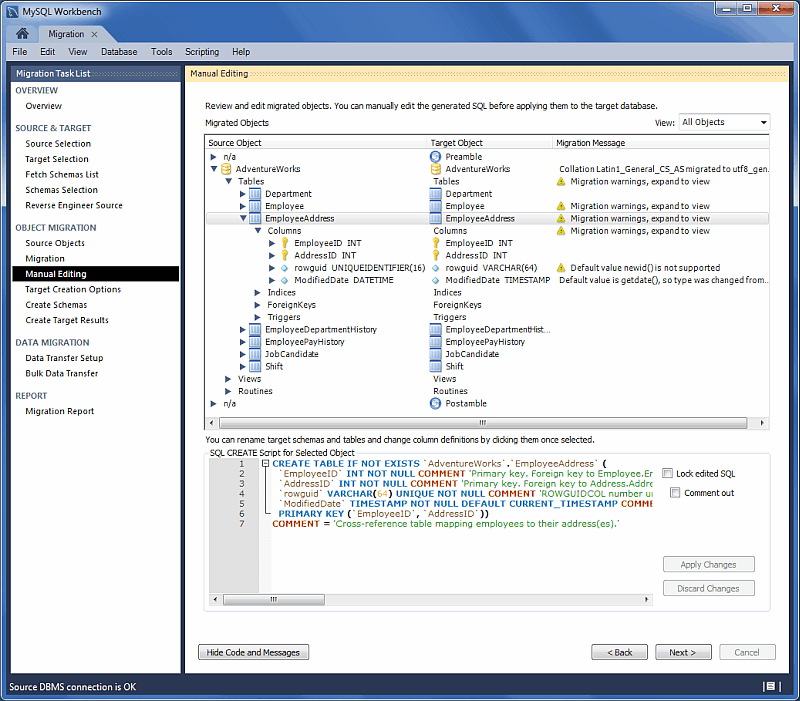 MySQL Workbench
Migration
File Edit View Database Tools Scripting Help
Migration Task List
OVERVIEW
Overview
SOURCE & TARGET
Source Selection
Target Selection
Fetch Schemas List
Schemas Selection
Reverse Engineer Source
OBJECT MIGRATION
Source Objects
Migration
Manual Editing
Target Creation Options
Create Schemas
Create Target Results
DATA MIGRATION
Data Transfer Setup
Bulk Data Transfer
REPORT
Migration Report
Manual Editing
Review and edit migrated objects. You can manually edit the generated SQL before applying them to the target database.
Migrated Objects View: All Objects
Source Object Target Object Migration Message
n/a Preamble
AdventureWorks AdventureWorks Collation Latin1_General_CS_AS migrated to utf8_gen..
Tables Tables Migration warnings, expand to view
Department Department
Employee Employee Migration warnings, expand to view
EmployeeAddress EmployeeAddress Migration warnings, expand to view
Columns Columns Migration warnings, expand to view
EmployeeID INT EmployeeID INT
AddressID INT AddressID INT
rowguid UNIQUEIDENTIFIER(16) rowguid VARCHAR(64) Default value newid() is not supported
ModifiedDate DATETIME ModifiedDate TIMESTAMP Default value is getdate(), so type was changed from...
Indices Indices
ForeignKeys ForeignKeys
Triggers Triggers
EmployeeDepartmentHistory EmployeeDepartmentHist...
EmployeePayHistory EmployeePayHistory
JobCandidate JobCandidate
Shift Shift
Views Views
Routines Routines
n/a Postamble
You can rename target schemas and tables and change column definitions by clicking them once selected.
SQL CREATE Script for Selected Object
1 CREATE TABLE IF NOT EXISTS `AdventureWorks`.`EmployeeAddress` (
2 `EmployeeID` INT NOT NULL COMMENT 'Primary key. Foreign key to Employee.Em
3 `AddressID` INT NOT NULL COMMENT 'Primary key. Foreign key to Address.Addre
4 `rowguid` VARCHAR(64) UNIQUE NOT NULL COMMENT 'ROWGUIDCOL number un
5 `ModifiedDate` TIMESTAMP NOT NULL DEFAULT CURRENT_TIMESTAMP COMME
6 PRIMARY KEY (`EmployeeID`, `AddressID`))
7 COMMENT = 'Cross-reference table mapping employees to their address(es).'
Lock edited SQL
Comment out
Apply Changes
Discard Changes
Hide Code and Messages < Back Next > Cancel
Source DBMS connection is OK